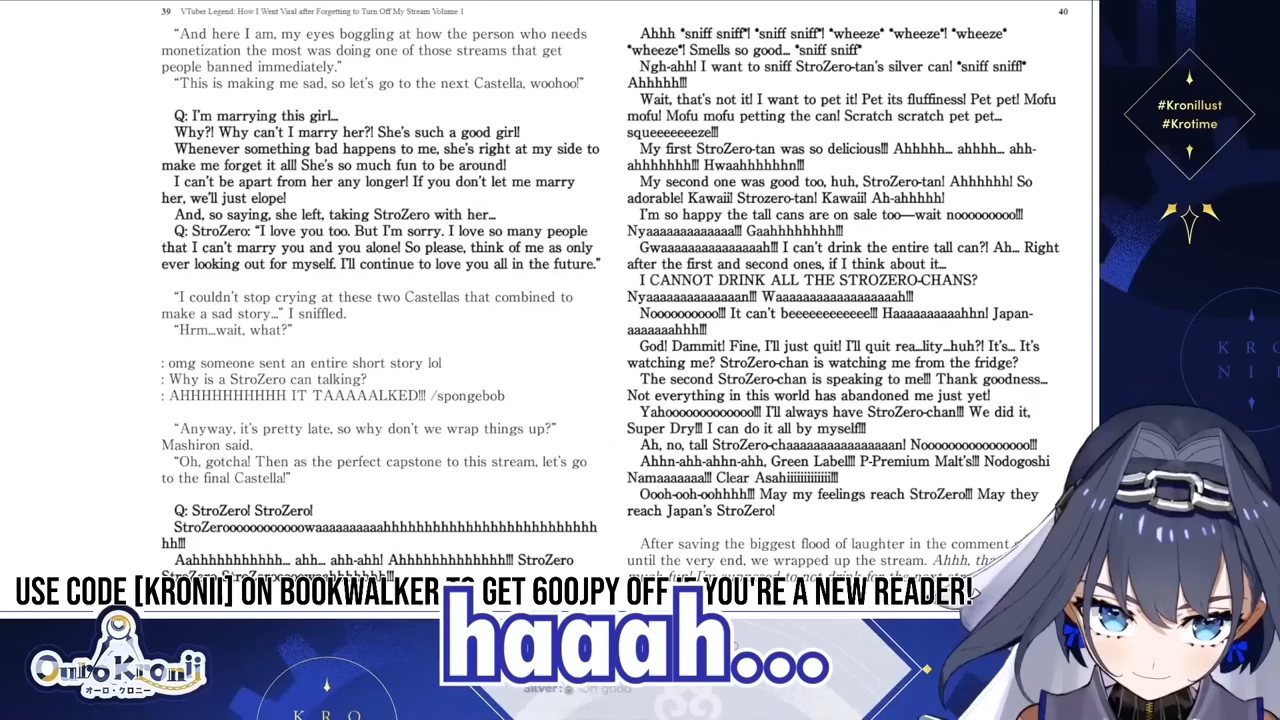 39 VTuber Legend: How I Went Viral after Forgetting to Turn Off My Stream Volume 1
“And here I am, my eyes boggling at how the person who needs
monetization the most was doing one of those streams that get
people banned immediately.”
“This is making me sad, so let's go to the next Castella, woohoo!”
Q: I'm marrying this girl...
Why?! Why can't I marry her?! She's such a good girl!
Whenever something bad happens to me, she's right at my side to
make me forget it all! She's so much fun to be around!
I can't be apart from her any longer! If you don't let me marry
her, we'll just elope!
And, so saying, she left, taking StroZero with her...
Q: StroZero: “I love you too. But I'm sorry. I love so many people
that I can't marry you and you alone! So please, think of me as only
ever looking out for myself. I'll continue to love you all in the future.”
“I couldn't stop crying at these two Castellas that combined to
make a sad story...” I sniffled.
“Hrm...wait, what?”
: omg someone sent an entire short story lol
: Why is a StroZero can talking?
: AHHHHHHHHHH IT TAAAAALKED!!! /spongebob
“Anyway, it's pretty late, so why don't we wrap things up?”
Mashiron said.
“Oh, gotcha! Then as the perfect capstone to this stream, let's go
to the final Castella!”
Q: StroZero! StroZero!
StroZeroooooooooooowaaaaaaaaaahhhhhhhhhhhhhhhhhhhhhhhhhh
hh!!!
Aahhhhhhhhhhh... ahh... ahh-ahh! Ahhhhhhhhhhhhh!!! StroZero
40
Ahhh *sniff sniff*! *sniff sniff*! *wheeze* *wheeze*! *wheeze*
*wheeze*! Smells so good... *sniff sniff*
Ngh-ahh! I want to sniff StroZero-tan's silver can! *sniff sniff!*
Ahhhhh!!!
Wait, that's not it! I want to pet it! Pet its fluffiness! Pet pet! Mofu
mofu! Mofu mofu petting the can! Scratch scratch pet pet...
squeeeeeeeze!!!
My first StroZero-tan was so delicious!!! Ahhhhh... ahhhh... ahh-
ahhhhhhh!!! Hwaahhhhhhn!!!
My second one was good too, huh, StroZero-tan! Ahhhhhh! So
adorable! Kawaii! Strozero-tan! Kawaii! Ah-ahhhhh!
I'm so happy the tall cans are on sale too—wait nooooooooo!!!
Nyaaaaaaaaaaaaa!!! Gaahhhhhhhh!!!
Gwaaaaaaaaaaaaaaah!!! I can't drink the entire tall can?! Ah... Right
after the first and second ones, if I think about it...
I CANNOT DRINK ALL THE STROZERO-CHANS?
Nyaaaaaaaaaaaaaan!!! Waaaaaaaaaaaaaaaaah!!!
Noooooooooo!!! It can't beeeeeeeeeeee!!! Haaaaaaaaaahhn! Japan-
aaaaaaahhh!!!
God! Dammit! Fine, I'll just quit! I'll quit rea...lity...huh?! It's... It's
watching me? StroZero-chan is watching me from the fridge?
The second StroZero-chan is speaking to me!!! Thank goodness...
Not everything in this world has abandoned me just yet!
Yahooooooooooooo!!! I'll always have StroZero-chan!!! We did it,
Super Dry!!! I can do it all by myself!!!
Ah, no, tall StroZero-chaaaaaaaaaaaaaaaan! Noooooooooooooooo!!!
Ahhn-ahh-ahhn-ahh, Green Label!!! P-Premium Malt's!!! Nodogoshi
Namaaaaaaa!!! Clear Asahiiiiiiiiiiiiii!!!
Oooh-ooh-oohhhh!!! May my feelings reach StroZero!!! May they
reach Japan's StroZero!
After saving the biggest flood of laughter in the comment
until the very end, we wrapped up the stream. Ahhh,
#Kronillust
#Krotime
KRO
NII
USE CODE [KRONII] ON BOOKWALKER TO GET 600JPY OFF IF YOU'RE A NEW READER!
haaah...
Ouro Kronii
オーロ・クロニー
KRO
Silver: Oh good